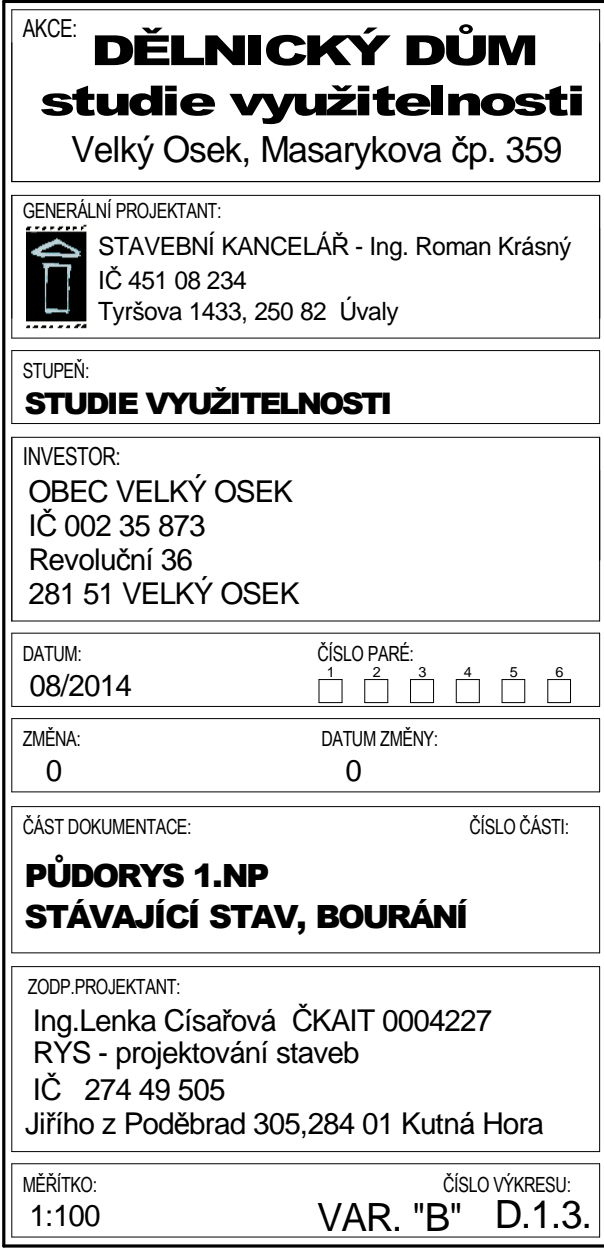 AKCE:
DĚLNICKÝ DŮM
studie využitelnosti
Velký Osek, Masarykova čp. 359
GENERÁLNÍ PROJEKTANT:
STAVEBNÍ KANCELÁŘ - Ing. Roman Krásný
IČ 451 08 234
Tyršova 1433, 250 82 Úvaly
STUPEŇ:
STUDIE VYUŽITELNOSTI
INVESTOR:
OBEC VELKÝ OSEK
IČ 002 35 873
Revoluční 36
281 51 VELKÝ OSEK
DATUM: ČÍSLO PARÉ:
08/2014 1 2 3 4 5 6
ZMĚNA: DATUM ZMĚNY:
0 0
ČÁST DOKUMENTACE: ČÍSLO ČÁSTI:
PŮDORYS 1.NP
STÁVAJÍCÍ STAV, BOURÁNÍ
ZODP.PROJEKTANT:
Ing.Lenka Císařová ČKAIT 0004227
RYS - projektování staveb
IČ 274 49 505
Jiřího z Poděbrad 305,284 01 Kutná Hora
MĚŘÍTKO: ČÍSLO VÝKRESU:
1:100 VAR. "B" D.1.3.